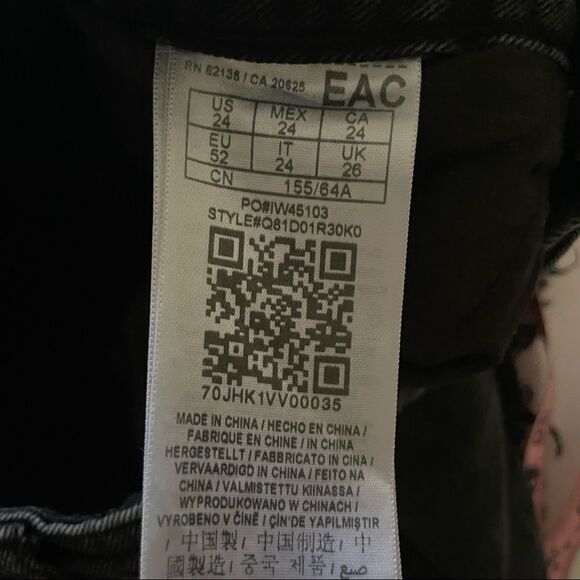 RN 62138 / CA 20625
EAC
US MEX CA
24 24 24
EU IT UK
52 24 26
CN 155/64A
PO#IW45103
STYLE#Q81D01R30K0
70JHK1VV00035
MADE IN CHINA / HECHO EN CHINA /
FABRIQUE EN CHINE / IN CHINA
HERGESTELLT / FABBRICATO IN CINA /
VERVAARDIGD IN CHINA / FEITO NA
CHINA / VALMISTETTU KIINASSA /
WYPRODUKOWANO W CHINACH /
VYROBENO V ČÍNĚ / ÇİN'DE YAPILMIŞTIR
/ 中国製 / 中国制造 / 中
國製造 / 중국 제품 / صنع